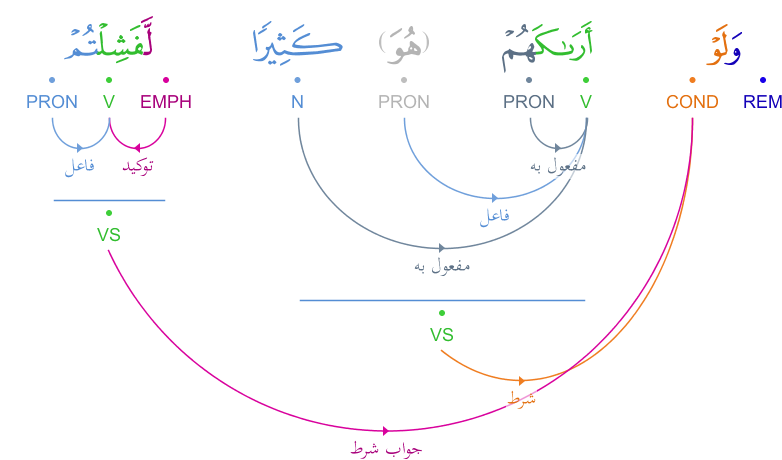 وَلَوْ أَرَىٰكَهُمْ (هُوَ) كَثِيرًا لَّفَشِلْتُمْ
REM COND V PRON PRON N EMPH V PRON
مفعول به توكيد فاعل
فاعل
VS
مفعول به
VS
شرط
جواب شرط